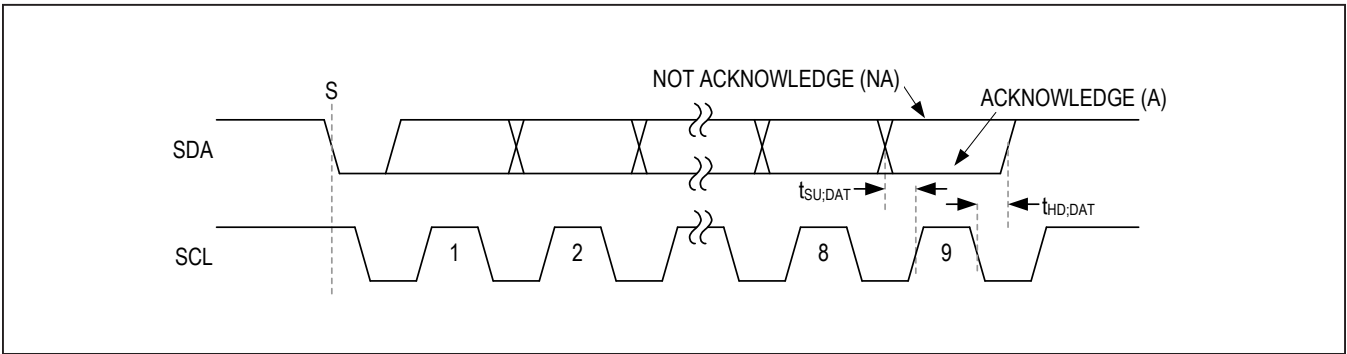 S
NOT ACKNOWLEDGE (NA)
ACKNOWLEDGE (A)
SDA
tSU;DAT
tHD;DAT
SCL
1
2
8
9